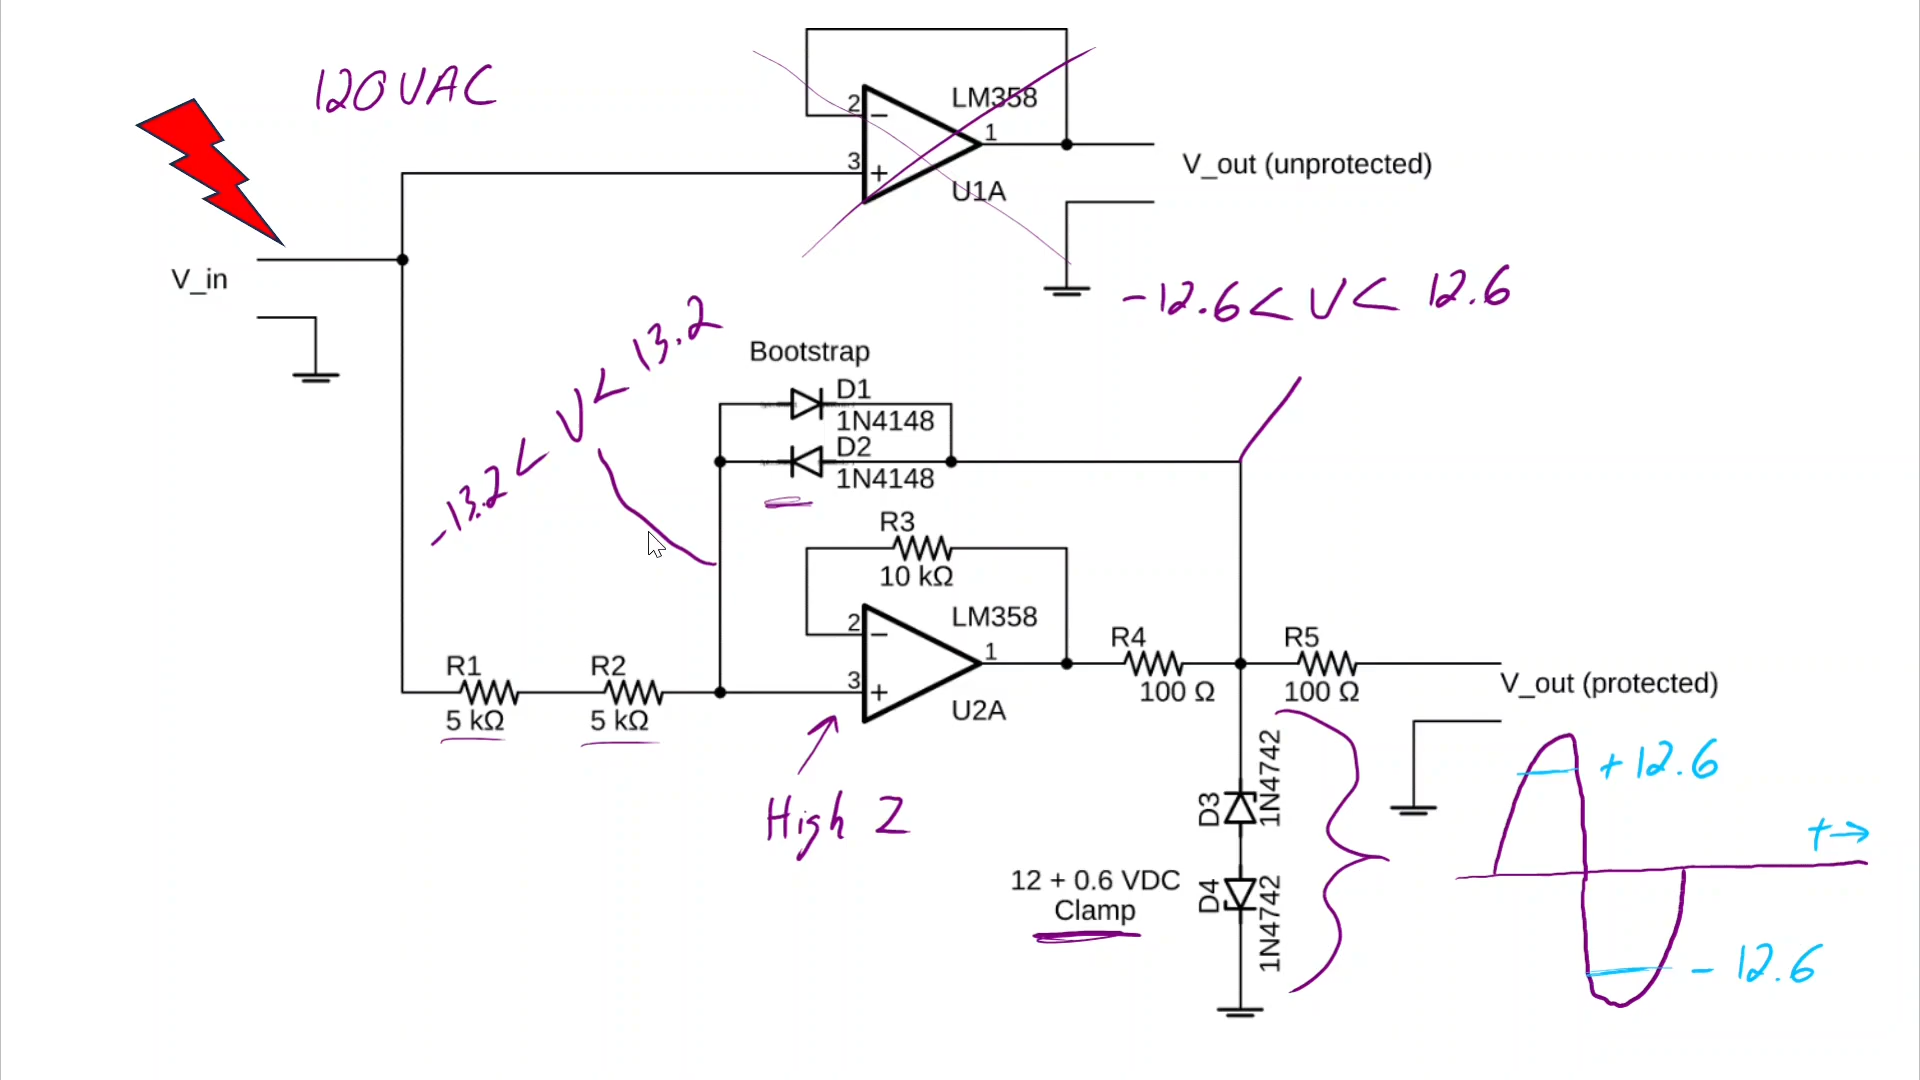 120VAC
2
LM358
1
3
U1A
V_out (unprotected)
V_in
-12.6 < V < 12.6
-13.2 < V < 13.2
Bootstrap
D1
1N4148
D2
1N4148
R3
10 kΩ
2
LM358
1
3
U2A
R1
5 kΩ
R2
5 kΩ
R4
100 Ω
R5
100 Ω
V_out (protected)
High Z
D3
1N4742
D4
1N4742
12 + 0.6 VDC
Clamp
+12.6
t→
-12.6